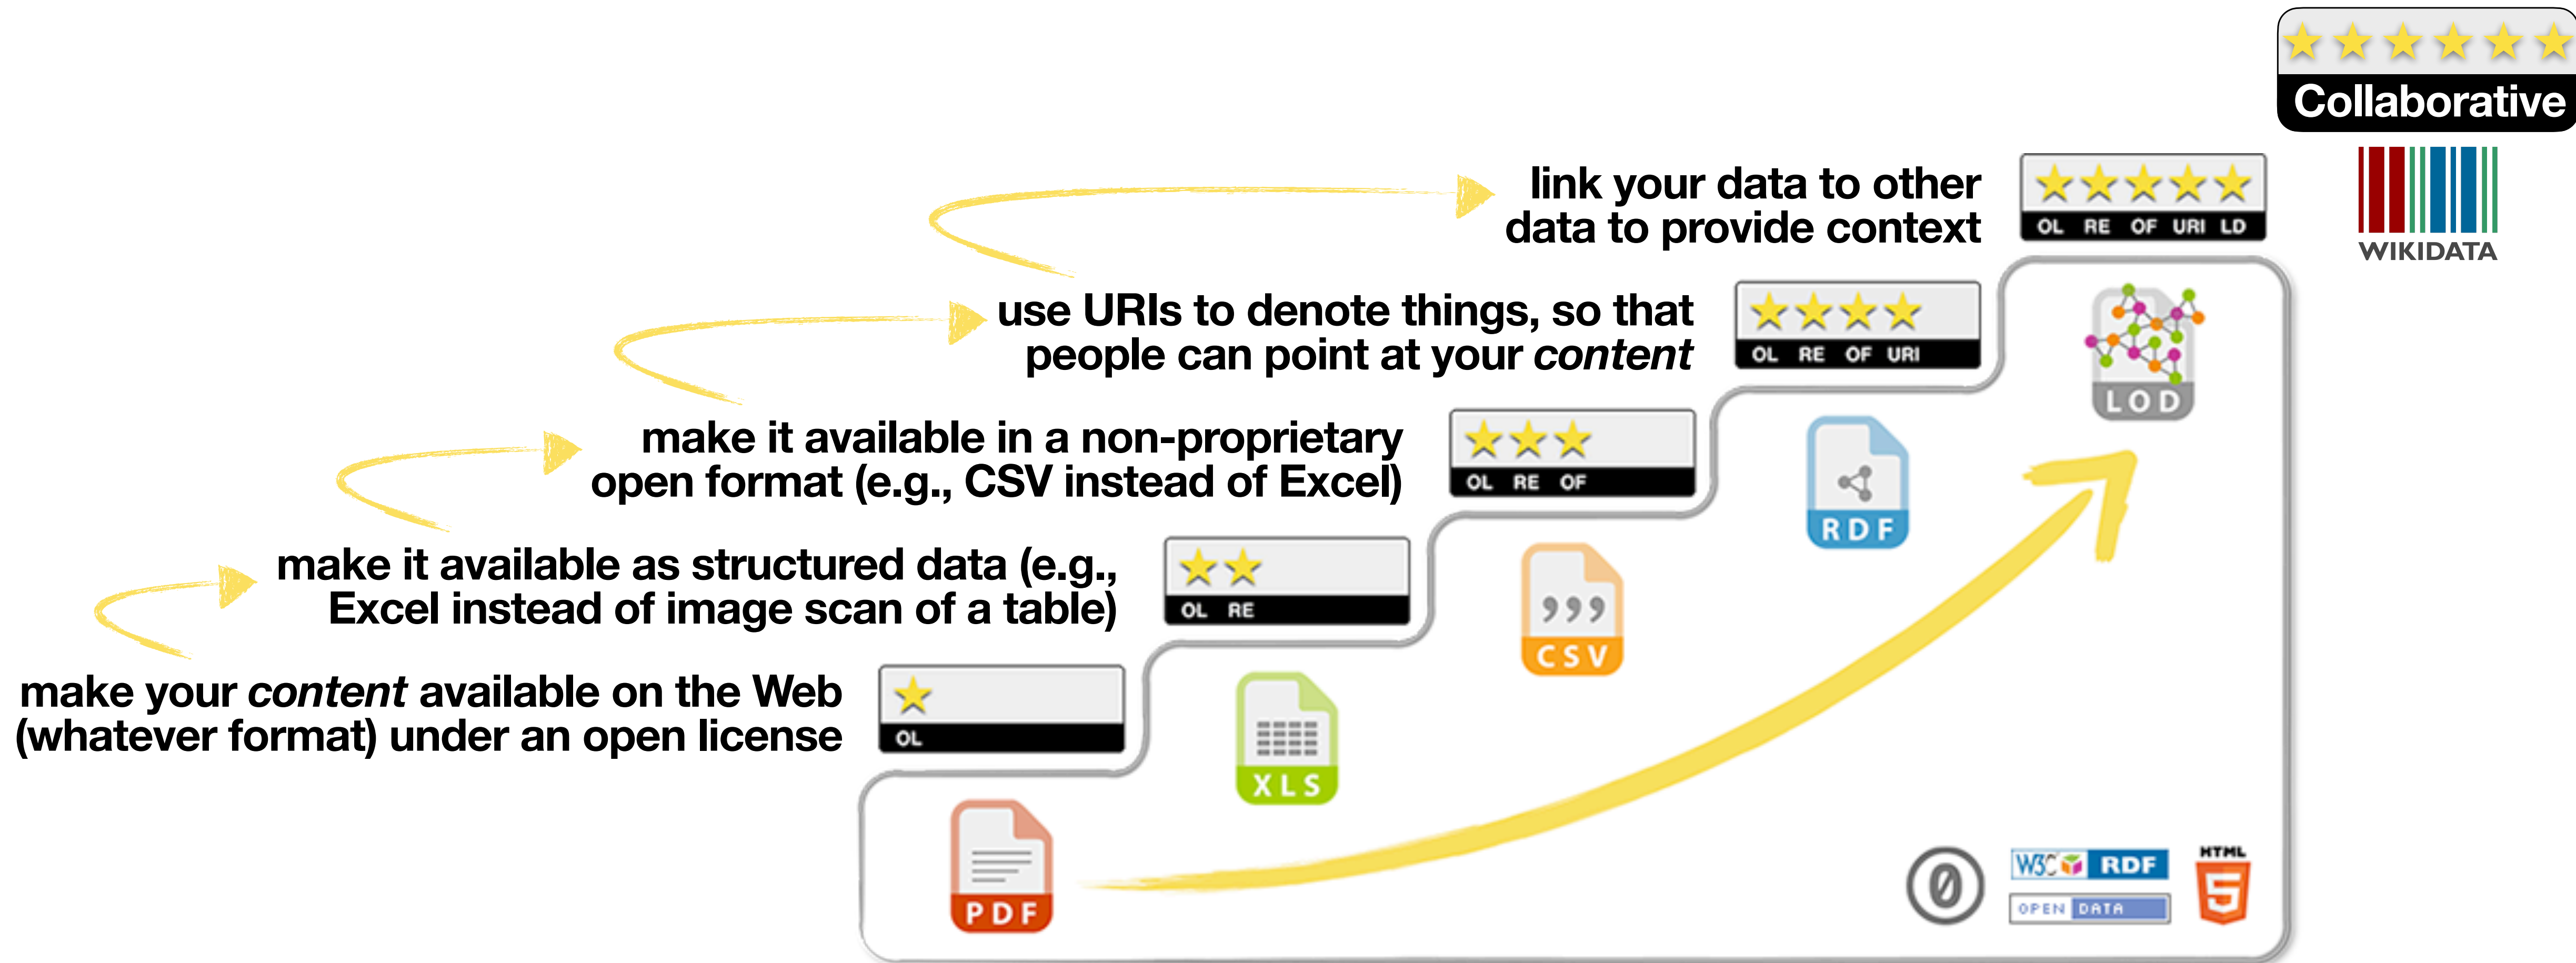 Collaborative
WIKIDATA
link your data to other
data to provide context
OL RE OF URI LD
LOD
use URIs to denote things, so that
people can point at your content
OL RE OF URI
RDF
make it available in a non-proprietary
open format (e.g., CSV instead of Excel)
OL RE OF
,,,
CSV
make it available as structured data (e.g.,
Excel instead of image scan of a table)
OL RE
XLS
make your content available on the Web
(whatever format) under an open license
OL
PDF
0
W3C RDF
OPEN DATA
HTML
5